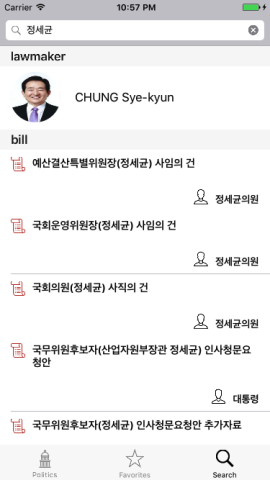 Carrier 10:57 PM
정세균
lawmaker
CHUNG Sye-kyun
bill
예산결산특별위원장(정세균) 사임의 건
정세균의원
국회운영위원장(정세균) 사임의 건
정세균의원
국회의원(정세균) 사직의 건
정세균의원
국무위원후보자(산업자원부장관 정세균) 인사청문요
청안
대통령
국무위원후보자(정세균) 인사청문요청안 추가자료
Politics Favorites Search